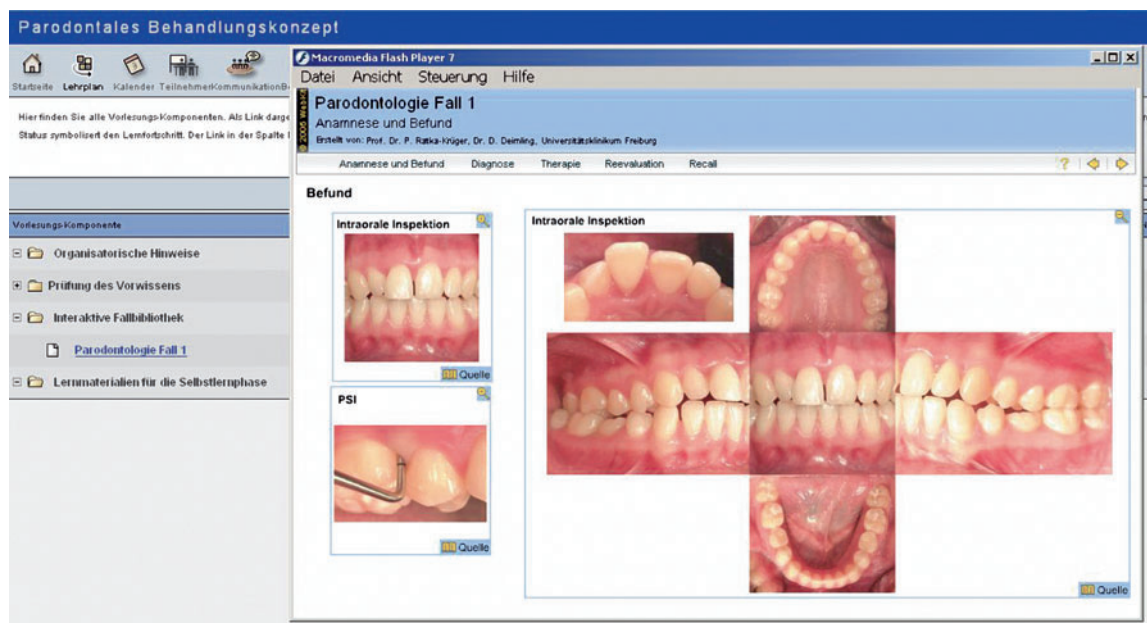 Parodontales Behandlungskonzept
Startseite Lehrplan Kalender Teilnehmer Kommunikation
Hier finden Sie alle Vorlesungs-Komponenten. Als Link darge
Status symbolisiert den Lernfortschritt. Der Link in der Spalte
Vorlesungs-Komponente
Organisatorische Hinweise
Prüfung des Vorwissens
Interaktive Fallbibliothek
Parodontologie Fall 1
Lernmaterialien für die Selbstlernphase
Macromedia Flash Player 7
Datei Ansicht Steuerung Hilfe
© 2005 WebKit
Parodontologie Fall 1
Anamnese und Befund
Erstellt von: Prof. Dr. P. Ratka-Krüger, Dr. D. Deimling, Universitätsklinikum Freiburg
Anamnese und Befund Diagnose Therapie Reevaluation Recall ?
Befund
Intraorale Inspektion
Quelle
PSI
Quelle
Intraorale Inspektion
Quelle